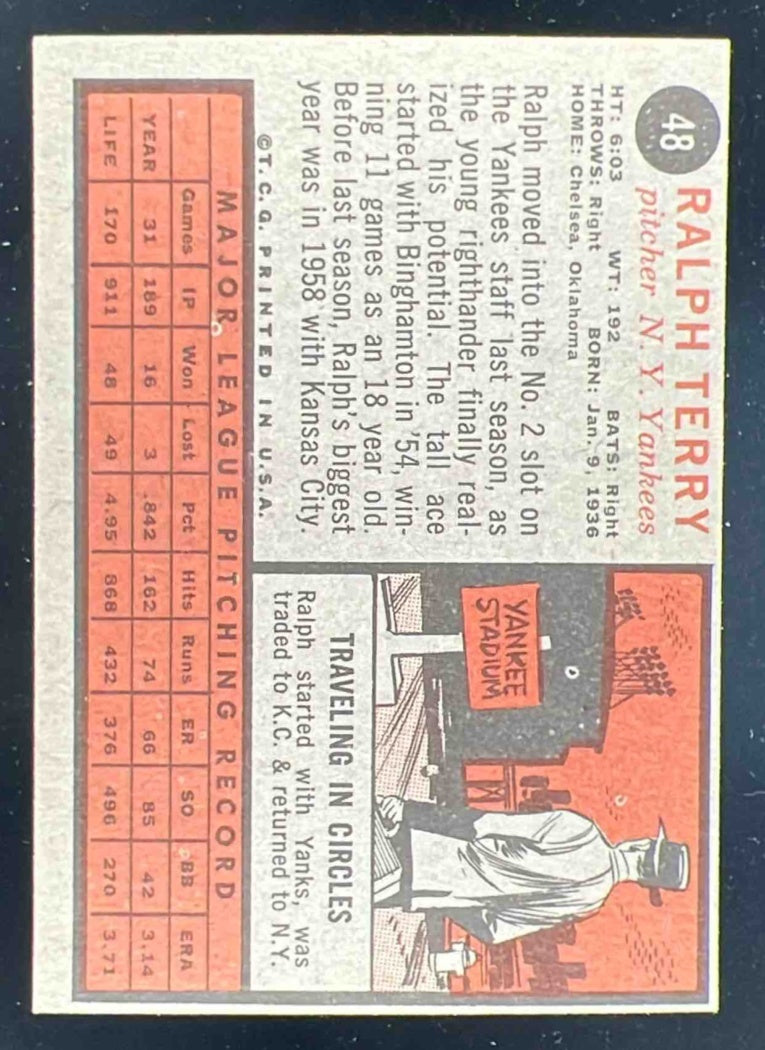 48
RALPH TERRY
pitcher N. Y. Yankees
HT: 6:03 WT: 192 BATS: Right
THROWS: Right BORN: Jan. 9, 1936
HOME: Chelsea, Oklahoma
Ralph moved into the No. 2 slot on
the Yankees staff last season, as
the young righthander finally real-
ized his potential. The tall ace
started with Binghamton in '54, win-
ning 11 games as an 18 year old.
Before last season, Ralph's biggest
year was in 1958 with Kansas City.
©T.C.G. PRINTED IN U.S.A.
YANKEE
STADIUM
TRAVELING IN CIRCLES
Ralph started with Yanks, was
traded to K.C. & returned to N.Y.
MAJOR LEAGUE PITCHING RECORD
Games IP Won Lost Pct Hits Runs ER SO BB ERA
YEAR 31 189 16 3 .842 162 74 66 85 42 3.14
LIFE 170 911 48 49 4.95 868 432 376 496 270 3.71